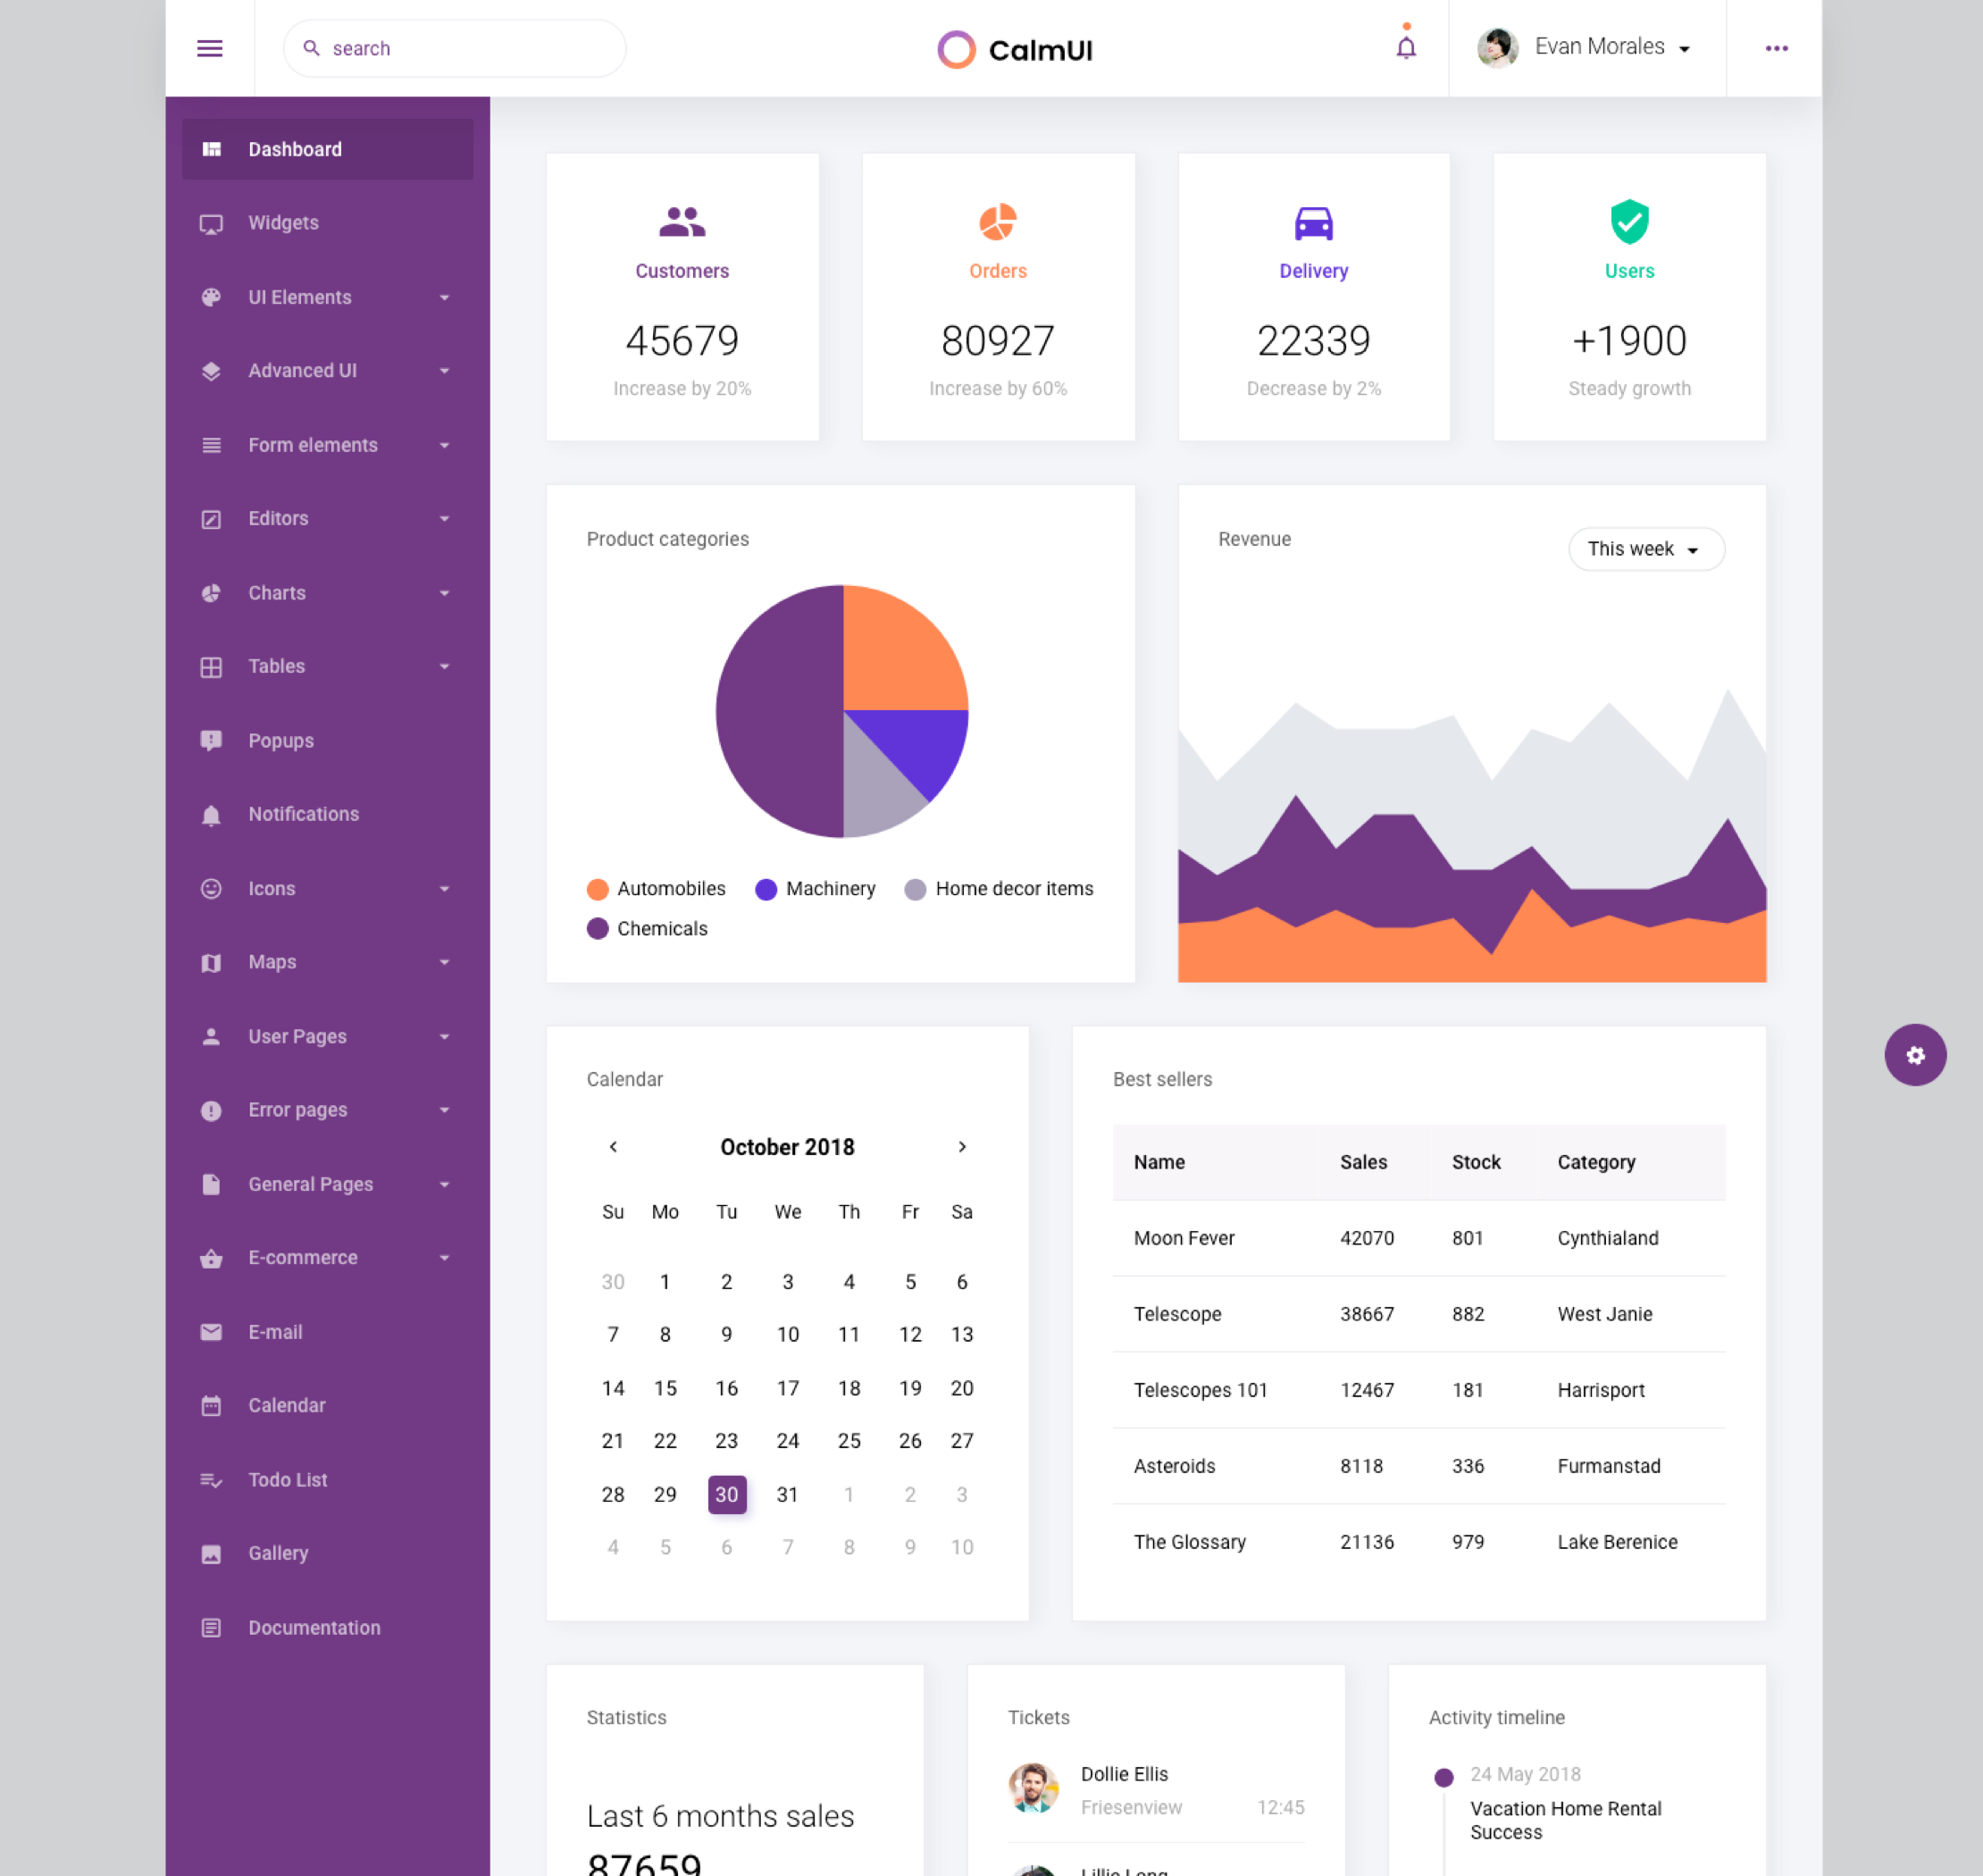 search
CalmUI
Evan Morales
Dashboard
Widgets
UI Elements
Advanced UI
Form elements
Editors
Charts
Tables
Popups
Notifications
Icons
Maps
User Pages
Error pages
General Pages
E-commerce
E-mail
Calendar
Todo List
Gallery
Documentation
Customers
45679
Increase by 20%
Orders
80927
Increase by 60%
Delivery
22339
Decrease by 2%
Users
+1900
Steady growth
Product categories
Automobiles Machinery Home decor items
Chemicals
Revenue
This week
Calendar
October 2018
Su Mo Tu We Th Fr Sa
30 1 2 3 4 5 6
7 8 9 10 11 12 13
14 15 16 17 18 19 20
21 22 23 24 25 26 27
28 29 30 31 1 2 3
4 5 6 7 8 9 10
Best sellers
Name Sales Stock Category
Moon Fever 42070 801 Cynthialand
Telescope 38667 882 West Janie
Telescopes 101 12467 181 Harrisport
Asteroids 8118 336 Furmanstad
The Glossary 21136 979 Lake Berenice
Statistics
Last 6 months sales
87659
Tickets
Dollie Ellis
Friesenview 12:45
Lillie Long
Activity timeline
24 May 2018
Vacation Home Rental
Success